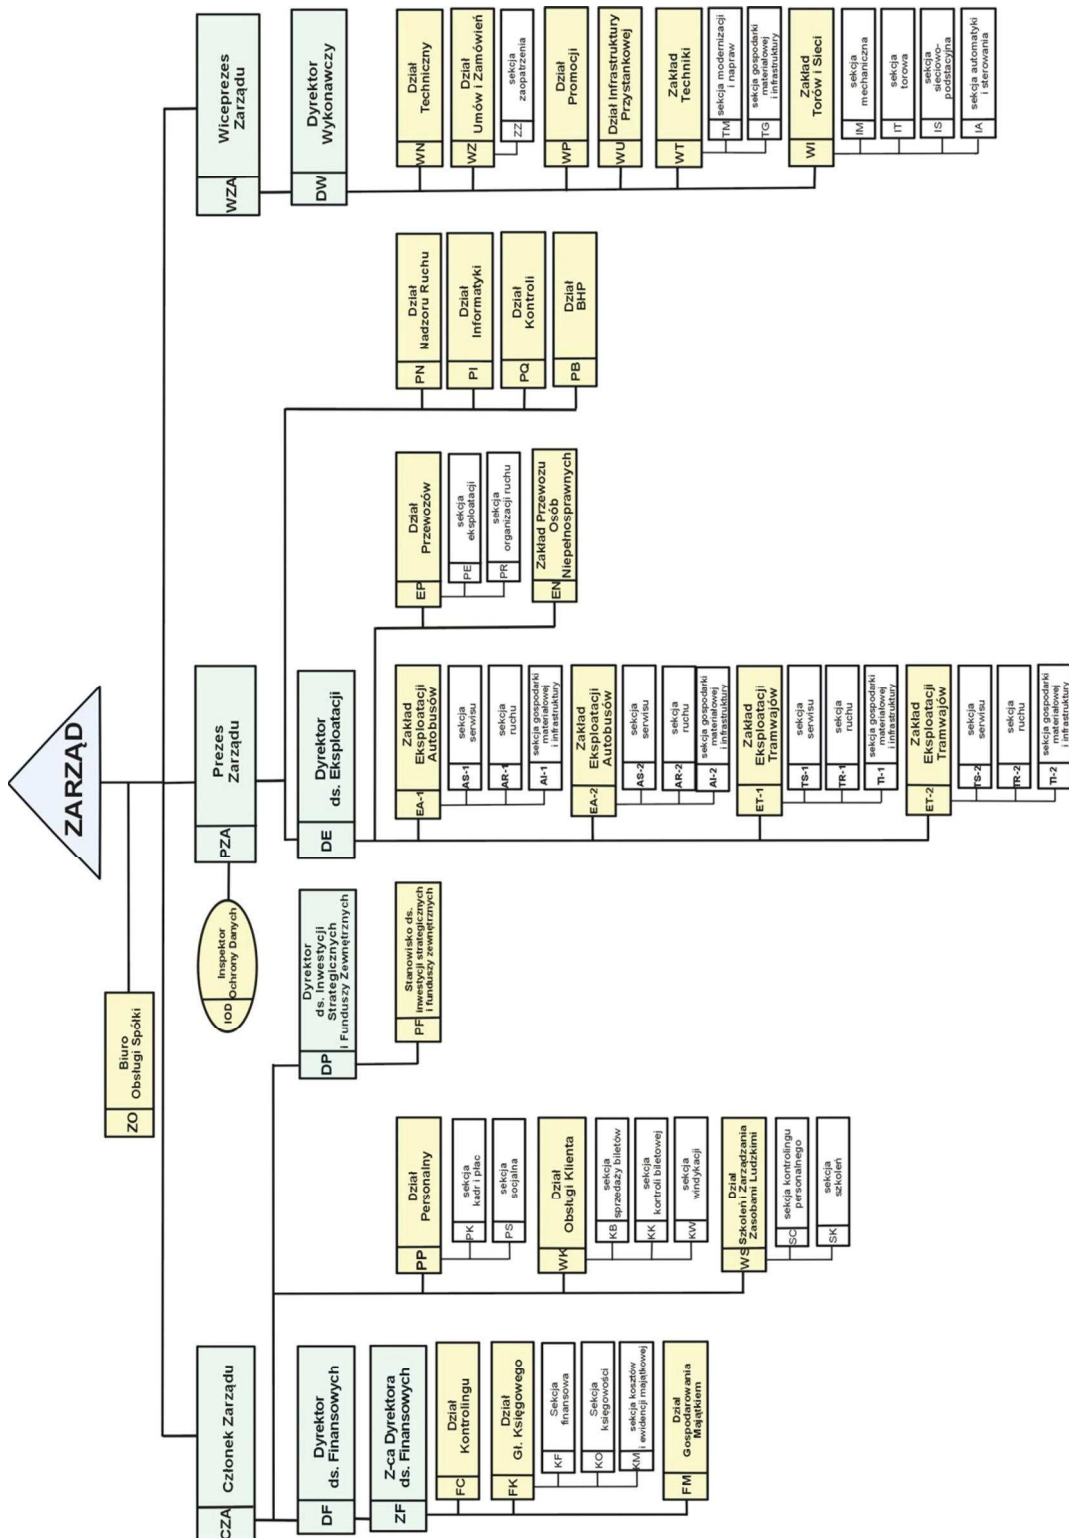 ZARZĄD
ZO
Biuro
Obsługi Spółki
CZA
Członek Zarządu
DF
Dyrektor
ds. Finansowych
ZF
Z-ca Dyrektora
ds. Finansowych
FC
Dział
Kontrolingu
FK
Dział
Gł. Księgowego
KF
Sekcja
finansowa
KO
Sekcja
księgowości
KM
sekcja kosztów
i ewidencji majątkowej
FM
Dział
Gospodarowania
Majątkiem
PP
Dział
Personalny
PK
sekcja
kadr i płac
PS
sekcja
socjalna
WK
Dział
Obsługi Klienta
KB
sekcja
sprzedaży biletów
KK
sekcja
kontroli biletowej
KW
sekcja
windykacji
WS
Dział
Szkoleń i Zarządzania
Zasobami Ludzkimi
SC
sekcja kontrolingu
personalnego
SK
sekcja
szkoleń
DP
Dyrektor
ds. Inwestycji
Strategicznych
i Funduszy Zewnętrznych
PF
Stanowisko ds.
inwestycji strategicznych
i funduszy zewnętrznych
IOD
Inspektor
Ochrony Danych
PZA
Prezes
Zarządu
DE
Dyrektor
ds. Eksploatacji
EA-1
Zakład
Eksploatacji
Autobusów
AS-1
sekcja
serwisu
AR-1
sekcja
ruchu
AI-1
sekcja gospodarki
materiałowej
i infrastruktury
EA-2
Zakład
Eksploatacji
Autobusów
AS-2
sekcja
serwisu
AR-2
sekcja
ruchu
AI-2
sekcja gospodarki
materiałowej
i infrastruktury
ET-1
Zakład
Eksploatacji
Tramwajów
TS-1
sekcja
serwisu
TR-1
sekcja
ruchu
TI-1
sekcja gospodarki
materiałowej
i infrastruktury
ET-2
Zakład
Eksploatacji
Tramwajów
TS-2
sekcja
serwisu
TR-2
sekcja
ruchu
TI-2
sekcja gospodarki
materiałowej
i infrastruktury
EP
Dział
Przewozów
PE
sekcja
eksploatacji
PR
sekcja
organizacji ruchu
EN
Zakład Przewozu
Osób
Niepełnosprawnych
PN
Dział
Nadzoru Ruchu
PI
Dział
Informatyki
PQ
Dział
Kontroli
PB
Dział
BHP
WZA
Wiceprezes
Zarządu
DW
Dyrektor
Wykonawczy
WN
Dział
Techniczny
WZ
Dział
Umów i Zamówień
ZZ
sekcja
zaopatrzenia
WP
Dział
Promocji
WU
Dział Infrastruktury
Przystankowej
WT
Zakład
Techniki
TM
sekcja modernizacji
i napraw
TG
sekcja gospodarki
materiałowej
i infrastruktury
WI
Zakład
Torów i Sieci
IM
sekcja
mechaniczna
IT
sekcja
torowa
IS
sekcja
sieciowo-
podstacyjna
IA
sekcja automatyki
i sterowania